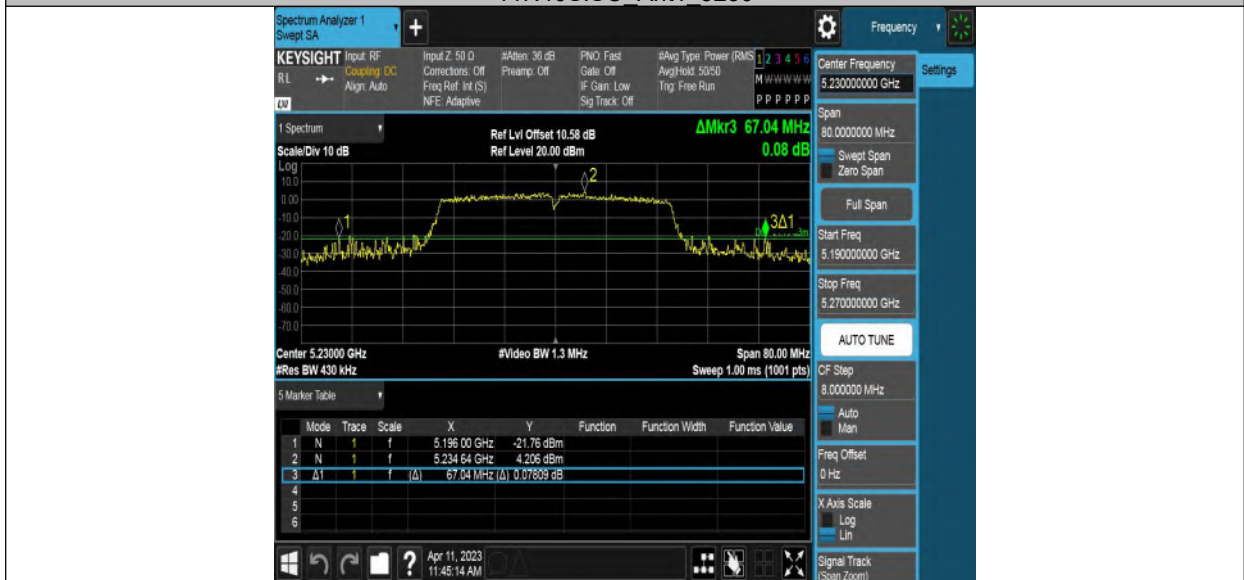 Spectrum Analyzer 1
Swept SA
Frequency
KEYSIGHT
RL
LXI
Input: RF
Coupling: DC
Align: Auto
Input Z: 50 Ω
Corrections: Off
Freq Ref: Int (S)
NFE: Adaptive
#Atten: 36 dB
Preamp: Off
PNO: Fast
Gate: Off
IF Gain: Low
Sig Track: Off
#Avg Type: Power (RMS
Avg|Hold: 50/50
Trig: Free Run
1 2 3 4 5 6
M W W W W W
P P P P P P
Center Frequency
5.230000000 GHz
Settings
Span
80.0000000 MHz
Swept Span
Zero Span
Full Span
Start Freq
5.190000000 GHz
Stop Freq
5.270000000 GHz
AUTO TUNE
CF Step
8.000000 MHz
Auto
Man
Freq Offset
0 Hz
X Axis Scale
Log
Lin
Signal Track
(Span Zoom)
1 Spectrum
Scale/Div 10 dB
Ref Lvl Offset 10.58 dB
Ref Level 20.00 dBm
ΔMkr3 67.04 MHz
0.08 dB
Log
10.0
0.00
-10.0
-20.0
-30.0
-40.0
-50.0
-60.0
-70.0
1
2
3Δ1
Center 5.23000 GHz
#Video BW 1.3 MHz
Span 80.00 MHz
#Res BW 430 kHz
Sweep 1.00 ms (1001 pts)
5 Marker Table
Mode Trace Scale X Y Function Function Width Function Value
1 N 1 f 5.196 00 GHz -21.76 dBm
2 N 1 f 5.234 64 GHz 4.206 dBm
3 Δ1 1 f (Δ) 67.04 MHz (Δ) 0.07809 dB
4
5
6
?
Apr 11, 2023
11:45:14 AM